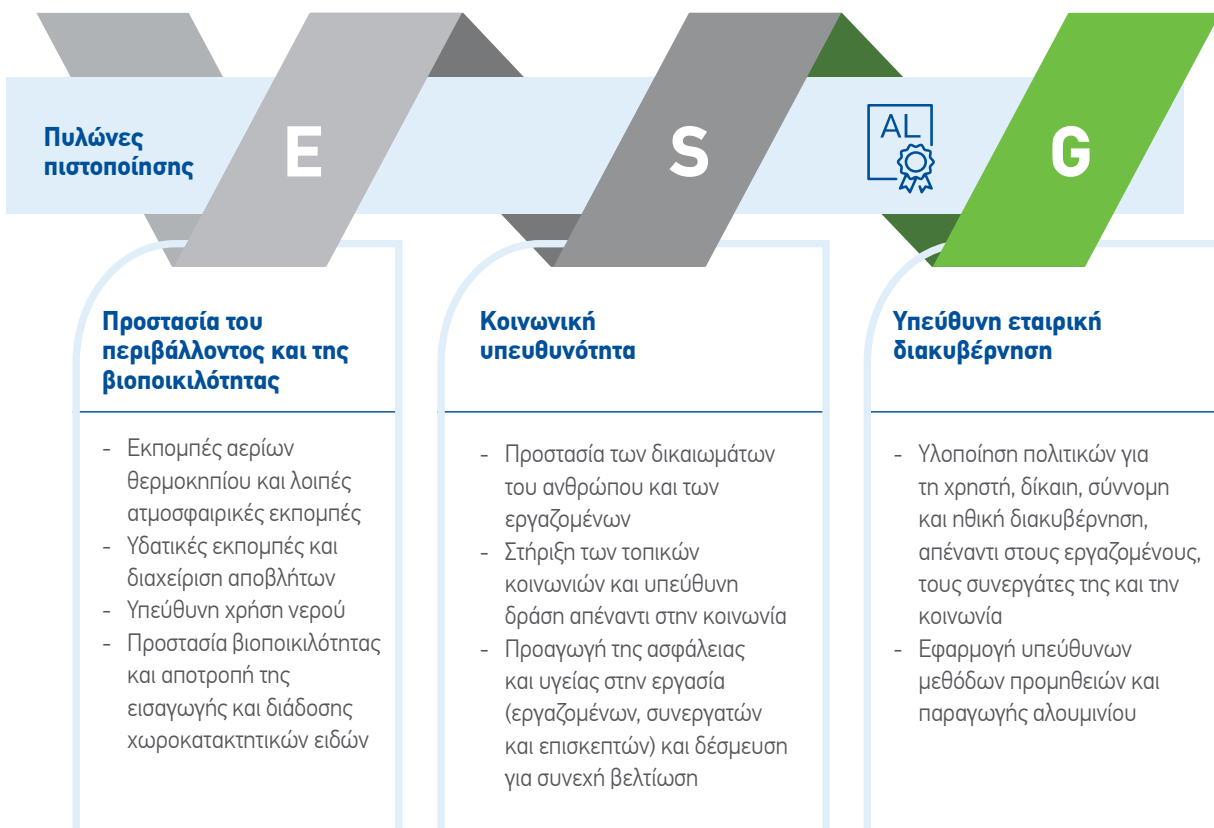 Πυλώνες
πιστοποίησης
E
S
AL
G
Προστασία του
περιβάλλοντος και της
βιοποικιλότητας
- Εκπομπές αερίων
θερμοκηπίου και λοιπές
ατμοσφαιρικές εκπομπές
- Υδατικές εκπομπές και
διαχείριση αποβλήτων
- Υπεύθυνη χρήση νερού
- Προστασία βιοποικιλότητας
και αποτροπή της
εισαγωγής και διάδοσης
χωροκατακτητικών ειδών
Κοινωνική
υπευθυνότητα
- Προστασία των δικαιωμάτων
του ανθρώπου και των
εργαζομένων
- Στήριξη των τοπικών
κοινωνιών και υπεύθυνη
δράση απέναντι στην κοινωνία
- Προαγωγή της ασφάλειας
και υγείας στην εργασία
(εργαζομένων, συνεργατών
και επισκεπτών) και δέσμευση
για συνεχή βελτίωση
Υπεύθυνη εταιρική
διακυβέρνηση
- Υλοποίηση πολιτικών για
τη χρηστή, δίκαιη, σύννομη
και ηθική διακυβέρνηση,
απέναντι στους εργαζομένους,
τους συνεργάτες της και την
κοινωνία
- Εφαρμογή υπεύθυνων
μεθόδων προμηθειών και
παραγωγής αλουμινίου